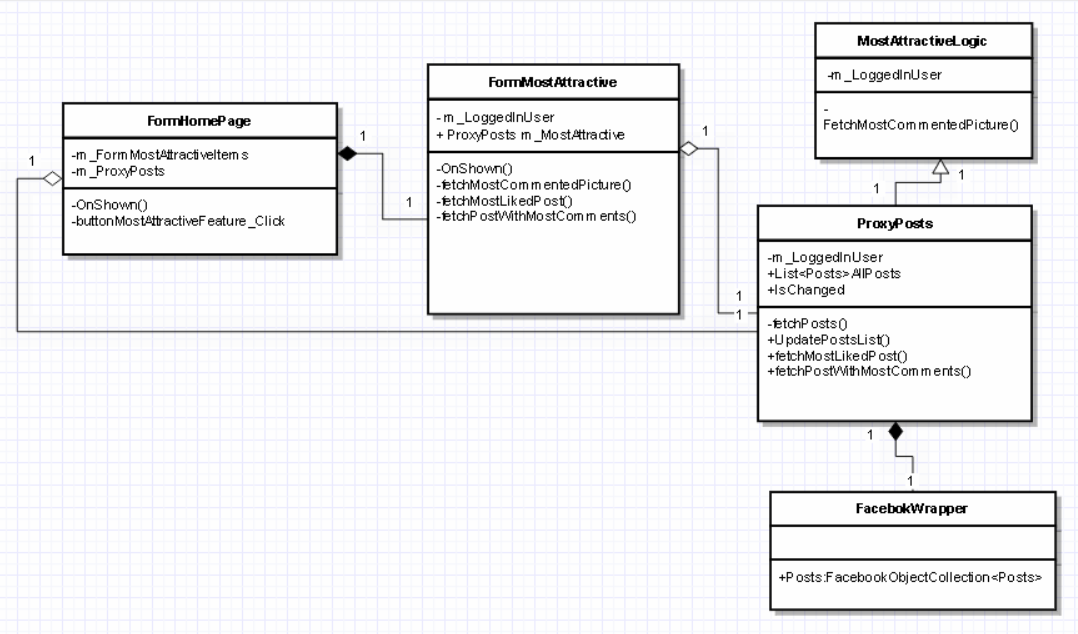 FormHomePage
-m_FormMostAttractiveItems
-m_ProxyPosts
-OnShown()
-buttonMostAttractiveFeature_Click
1
1
1
FormMostAttractive
-m_LoggedInUser
+ ProxyPosts m_MostAttractive
-OnShown()
-fetchMostCommentedPicture()
-fetchMostLikedPost()
-fetchPostWithMostComments()
1
1
1
MostAttractiveLogic
-m_LoggedInUser
-
FetchMostCommentedPicture()
1
1
ProxyPosts
-m_LoggedInUser
+List<Posts>AllPosts
+IsChanged
-fetchPosts()
+UpdatePostsList()
+fetchMostLikedPost()
+fetchPostWithMostComments()
1
1
FacebokWrapper
+Posts:FacebookObjectCollection<Posts>